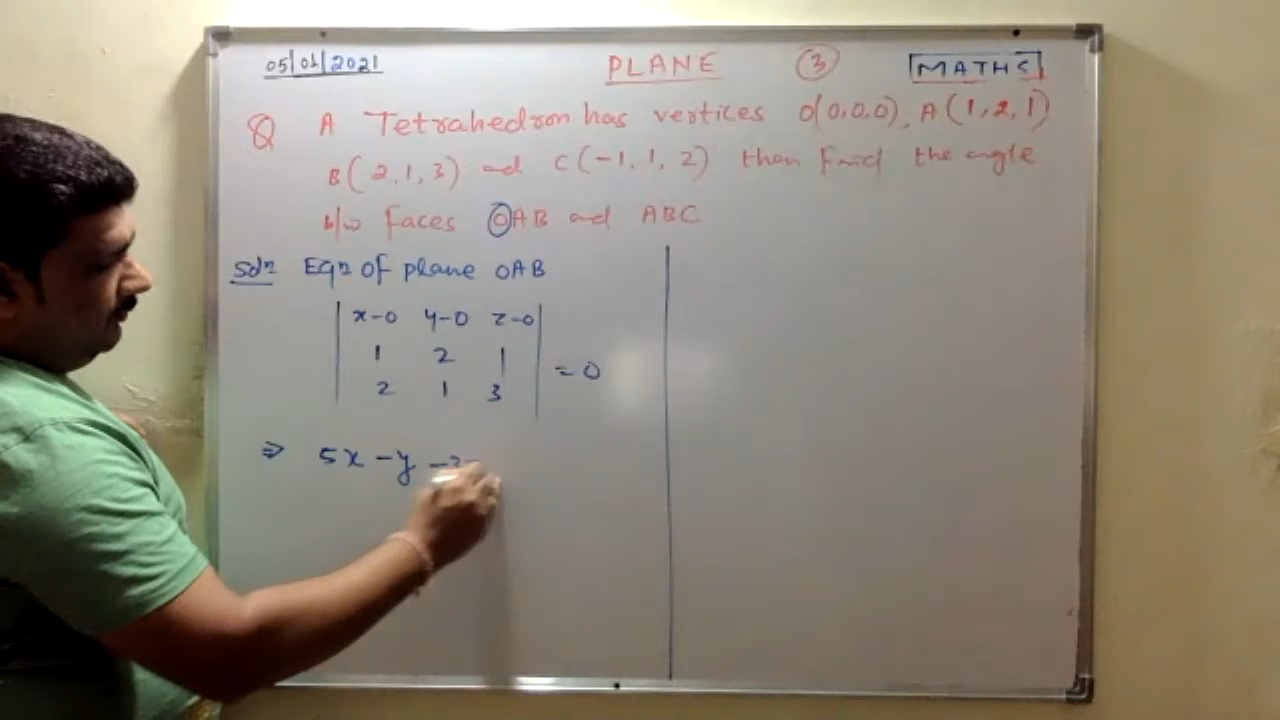 05/01/2021 PLANE 3 MATHS
Q A Tetrahedron has vertices O(0,0,0), A(1,2,1)
B(2,1,3) and C(-1,1,2) then find the angle
b/w faces OAB and ABC
Soln Eqn of plane OAB
x-0 y-0 z-0
1 2 1
= 0
2 1 3
⇒ 5x - y - 3